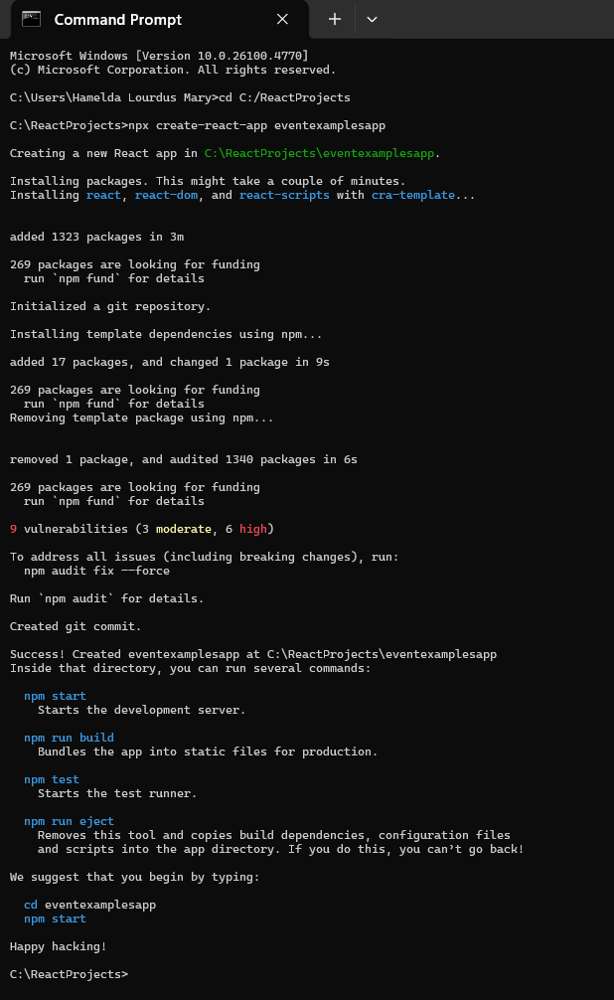 Command Prompt
Microsoft Windows [Version 10.0.26100.4770]
(c) Microsoft Corporation. All rights reserved.
C:\Users\Hamelda Lourdus Mary>cd C:/ReactProjects
C:\ReactProjects>npx create-react-app eventexamplesapp
Creating a new React app in C:\ReactProjects\eventexamplesapp.
Installing packages. This might take a couple of minutes.
Installing react, react-dom, and react-scripts with cra-template...
added 1323 packages in 3m
269 packages are looking for funding
  run `npm fund` for details
Initialized a git repository.
Installing template dependencies using npm...
added 17 packages, and changed 1 package in 9s
269 packages are looking for funding
  run `npm fund` for details
Removing template package using npm...
removed 1 package, and audited 1340 packages in 6s
269 packages are looking for funding
  run `npm fund` for details
9 vulnerabilities (3 moderate, 6 high)
To address all issues (including breaking changes), run:
  npm audit fix --force
Run `npm audit` for details.
Created git commit.
Success! Created eventexamplesapp at C:\ReactProjects\eventexamplesapp
Inside that directory, you can run several commands:
  npm start
    Starts the development server.
  npm run build
    Bundles the app into static files for production.
  npm test
    Starts the test runner.
  npm run eject
    Removes this tool and copies build dependencies, configuration files
    and scripts into the app directory. If you do this, you can’t go back!
We suggest that you begin by typing:
  cd eventexamplesapp
  npm start
Happy hacking!
C:\ReactProjects>